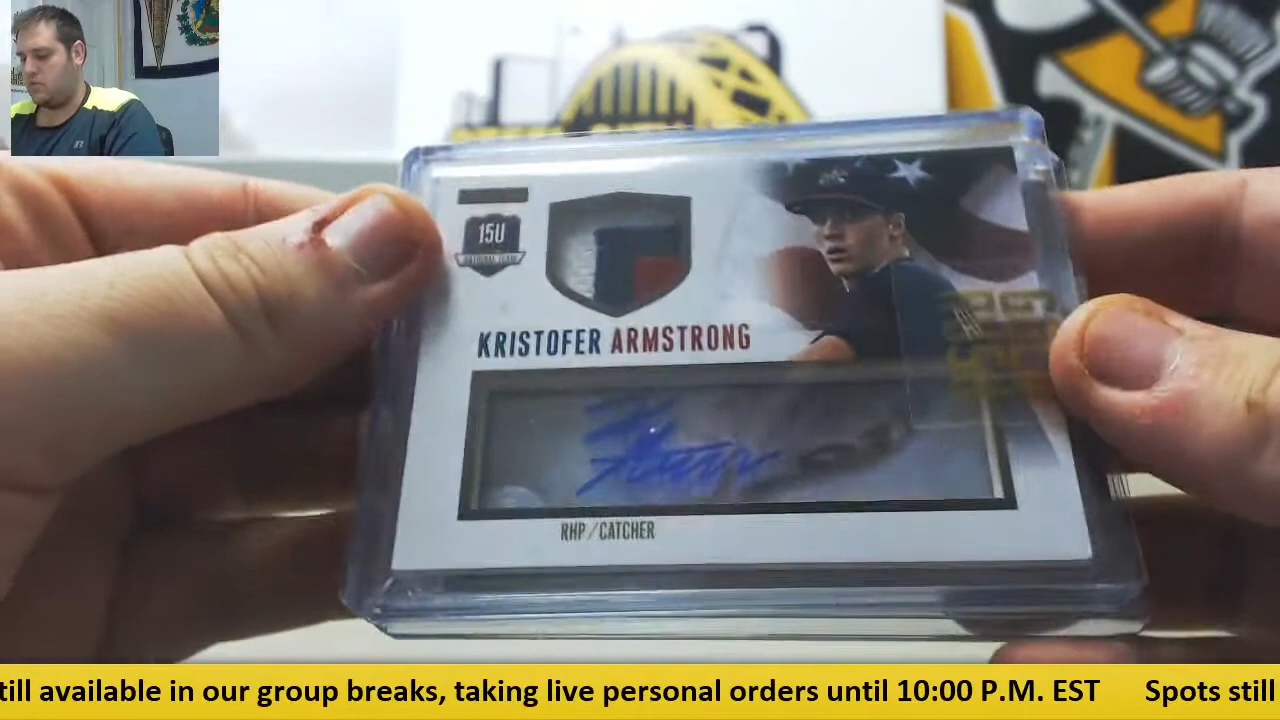 15U
NATIONAL TEAM
KRISTOFER ARMSTRONG
RHP/CATCHER
till available in our group breaks, taking live personal orders until 10:00 P.M. EST Spots still